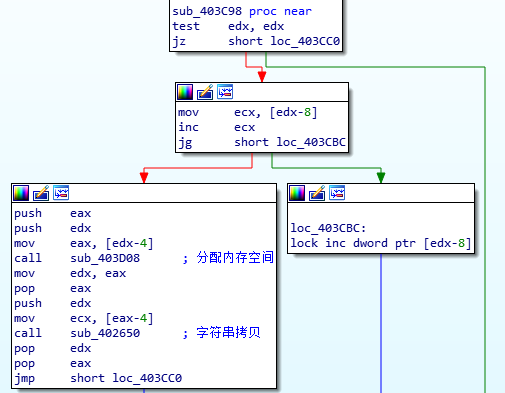 sub_403C98 proc near
test edx, edx
jz short loc_403CC0
mov ecx, [edx-8]
inc ecx
jg short loc_403CBC
push eax
push edx
mov eax, [edx-4]
call sub_403D08 ; 分配内存空间
mov edx, eax
pop eax
push edx
mov ecx, [eax-4]
call sub_402650 ; 字符串拷贝
pop edx
pop eax
jmp short loc_403CC0
loc_403CBC:
lock inc dword ptr [edx-8]